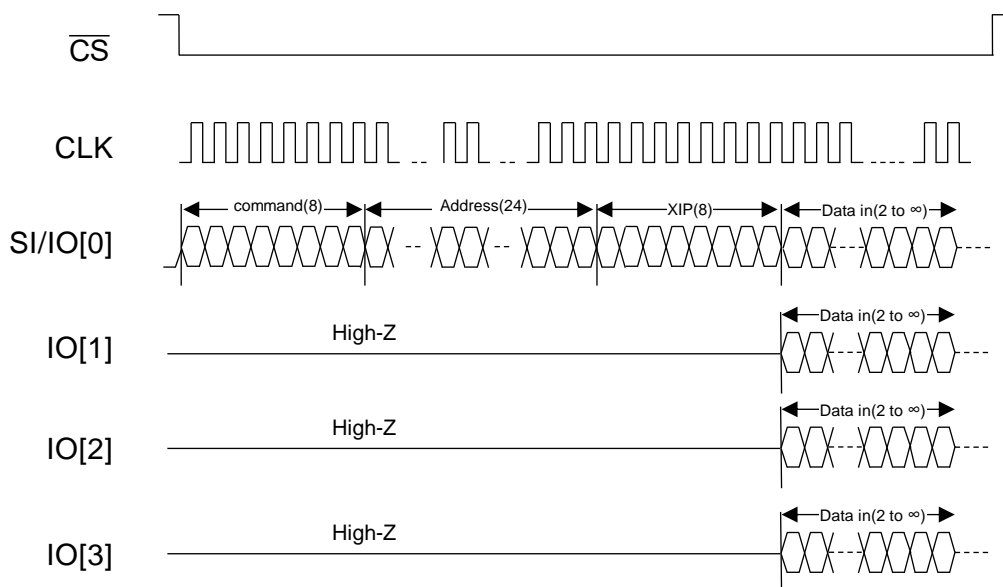 CS
CLK
command(8) Address(24) XIP(8) Data in(2 to ∞)
SI/IO[0]
Data in(2 to ∞)
High-Z
IO[1]
Data in(2 to ∞)
High-Z
IO[2]
Data in(2 to ∞)
High-Z
IO[3]